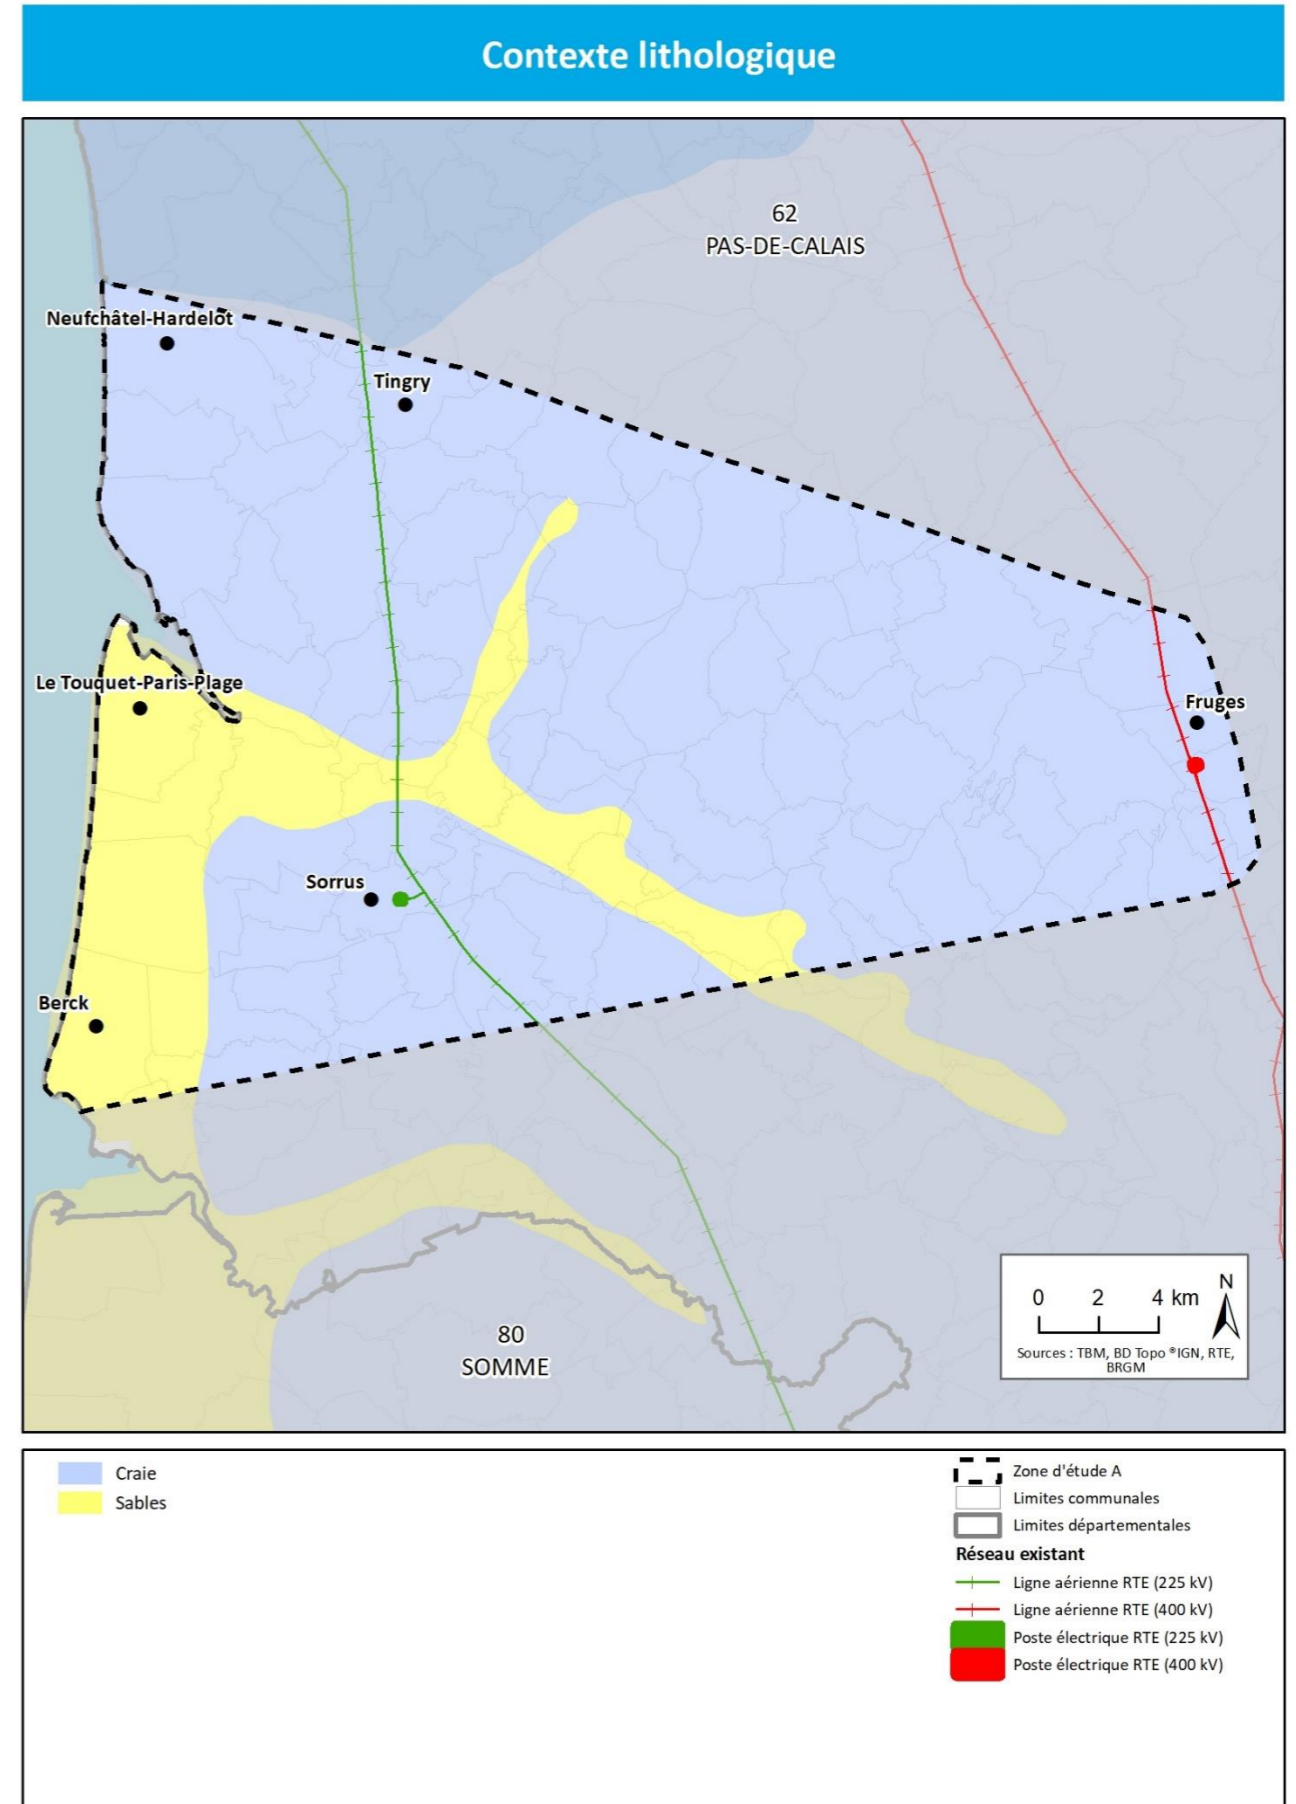 Contexte lithologique
62
PAS-DE-CALAIS
Neufchâtel-Hardelot
Tingry
Le Touquet-Paris-Plage
Fruges
Sorrus
Berck
80
SOMME
0 2 4 km
N
Sources : TBM, BD Topo ®IGN, RTE,
BRGM
Craie
Sables
Zone d'étude A
Limites communales
Limites départementales
Réseau existant
Ligne aérienne RTE (225 kV)
Ligne aérienne RTE (400 kV)
Poste électrique RTE (225 kV)
Poste électrique RTE (400 kV)